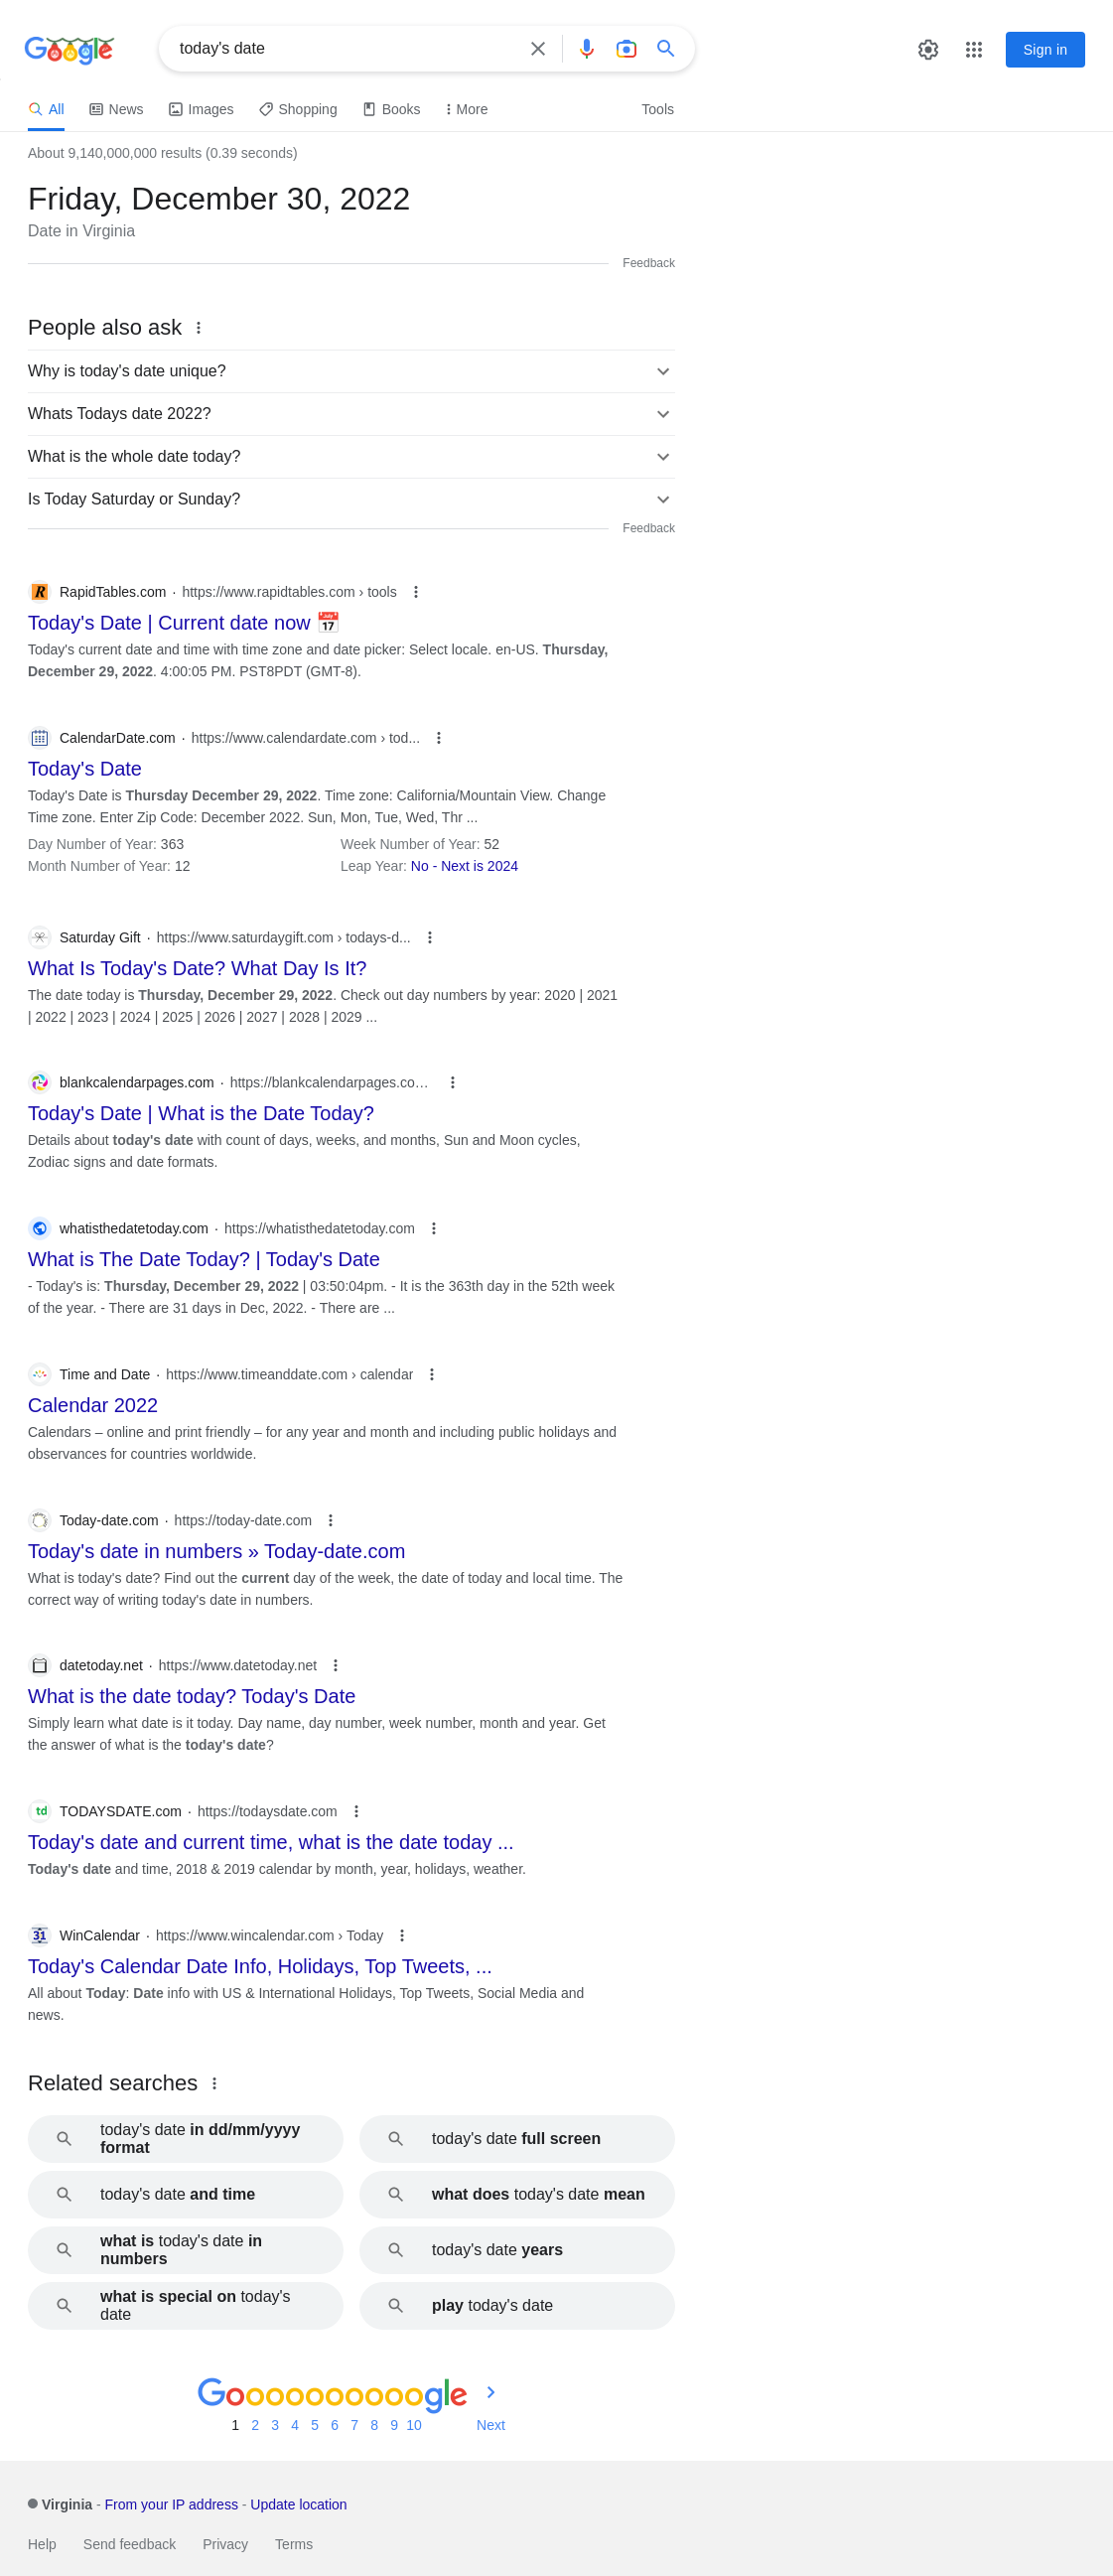 Google
today's date
Sign in
All News Images Shopping Books More Tools
About 9,140,000,000 results (0.39 seconds)
Friday, December 30, 2022
Date in Virginia
Feedback
People also ask
Why is today's date unique?
Whats Todays date 2022?
What is the whole date today?
Is Today Saturday or Sunday?
Feedback
RapidTables.com · https://www.rapidtables.com › tools
Today's Date | Current date now 📅
Today's current date and time with time zone and date picker: Select locale. en-US. Thursday,
December 29, 2022. 4:00:05 PM. PST8PDT (GMT-8).
CalendarDate.com · https://www.calendardate.com › tod...
Today's Date
Today's Date is Thursday December 29, 2022. Time zone: California/Mountain View. Change
Time zone. Enter Zip Code: December 2022. Sun, Mon, Tue, Wed, Thr ...
Day Number of Year: 363 Week Number of Year: 52
Month Number of Year: 12 Leap Year: No - Next is 2024
Saturday Gift · https://www.saturdaygift.com › todays-d...
What Is Today's Date? What Day Is It?
The date today is Thursday, December 29, 2022. Check out day numbers by year: 2020 | 2021
| 2022 | 2023 | 2024 | 2025 | 2026 | 2027 | 2028 | 2029 ...
blankcalendarpages.com · https://blankcalendarpages.co…
Today's Date | What is the Date Today?
Details about today's date with count of days, weeks, and months, Sun and Moon cycles,
Zodiac signs and date formats.
whatisthedatetoday.com · https://whatisthedatetoday.com
What is The Date Today? | Today's Date
- Today's is: Thursday, December 29, 2022 | 03:50:04pm. - It is the 363th day in the 52th week
of the year. - There are 31 days in Dec, 2022. - There are ...
Time and Date · https://www.timeanddate.com › calendar
Calendar 2022
Calendars – online and print friendly – for any year and month and including public holidays and
observances for countries worldwide.
Today-date.com · https://today-date.com
Today's date in numbers » Today-date.com
What is today's date? Find out the current day of the week, the date of today and local time. The
correct way of writing today's date in numbers.
datetoday.net · https://www.datetoday.net
What is the date today? Today's Date
Simply learn what date is it today. Day name, day number, week number, month and year. Get
the answer of what is the today's date?
td TODAYSDATE.com · https://todaysdate.com
Today's date and current time, what is the date today ...
Today's date and time, 2018 & 2019 calendar by month, year, holidays, weather.
31 WinCalendar · https://www.wincalendar.com › Today
Today's Calendar Date Info, Holidays, Top Tweets, ...
All about Today: Date info with US & International Holidays, Top Tweets, Social Media and
news.
Related searches
today's date in dd/mm/yyyy
format
today's date full screen
today's date and time
what does today's date mean
what is today's date in
numbers
today's date years
what is special on today's
date
play today's date
Goooooooooogle
1 2 3 4 5 6 7 8 9 10 Next
Virginia - From your IP address - Update location
Help Send feedback Privacy Terms